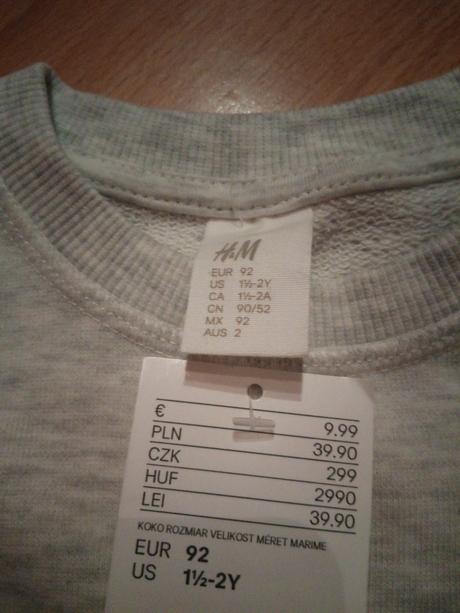 H&M
EUR 92
US 1½-2Y
CA 1½-2A
CN 90/52
MX 92
AUS 2
€ 9.99
PLN 39.90
CZK 299
HUF 2990
LEI 39.90
KOKO ROZMIAR VELIKOST MÉRET MARIME
EUR 92
US 1½-2Y